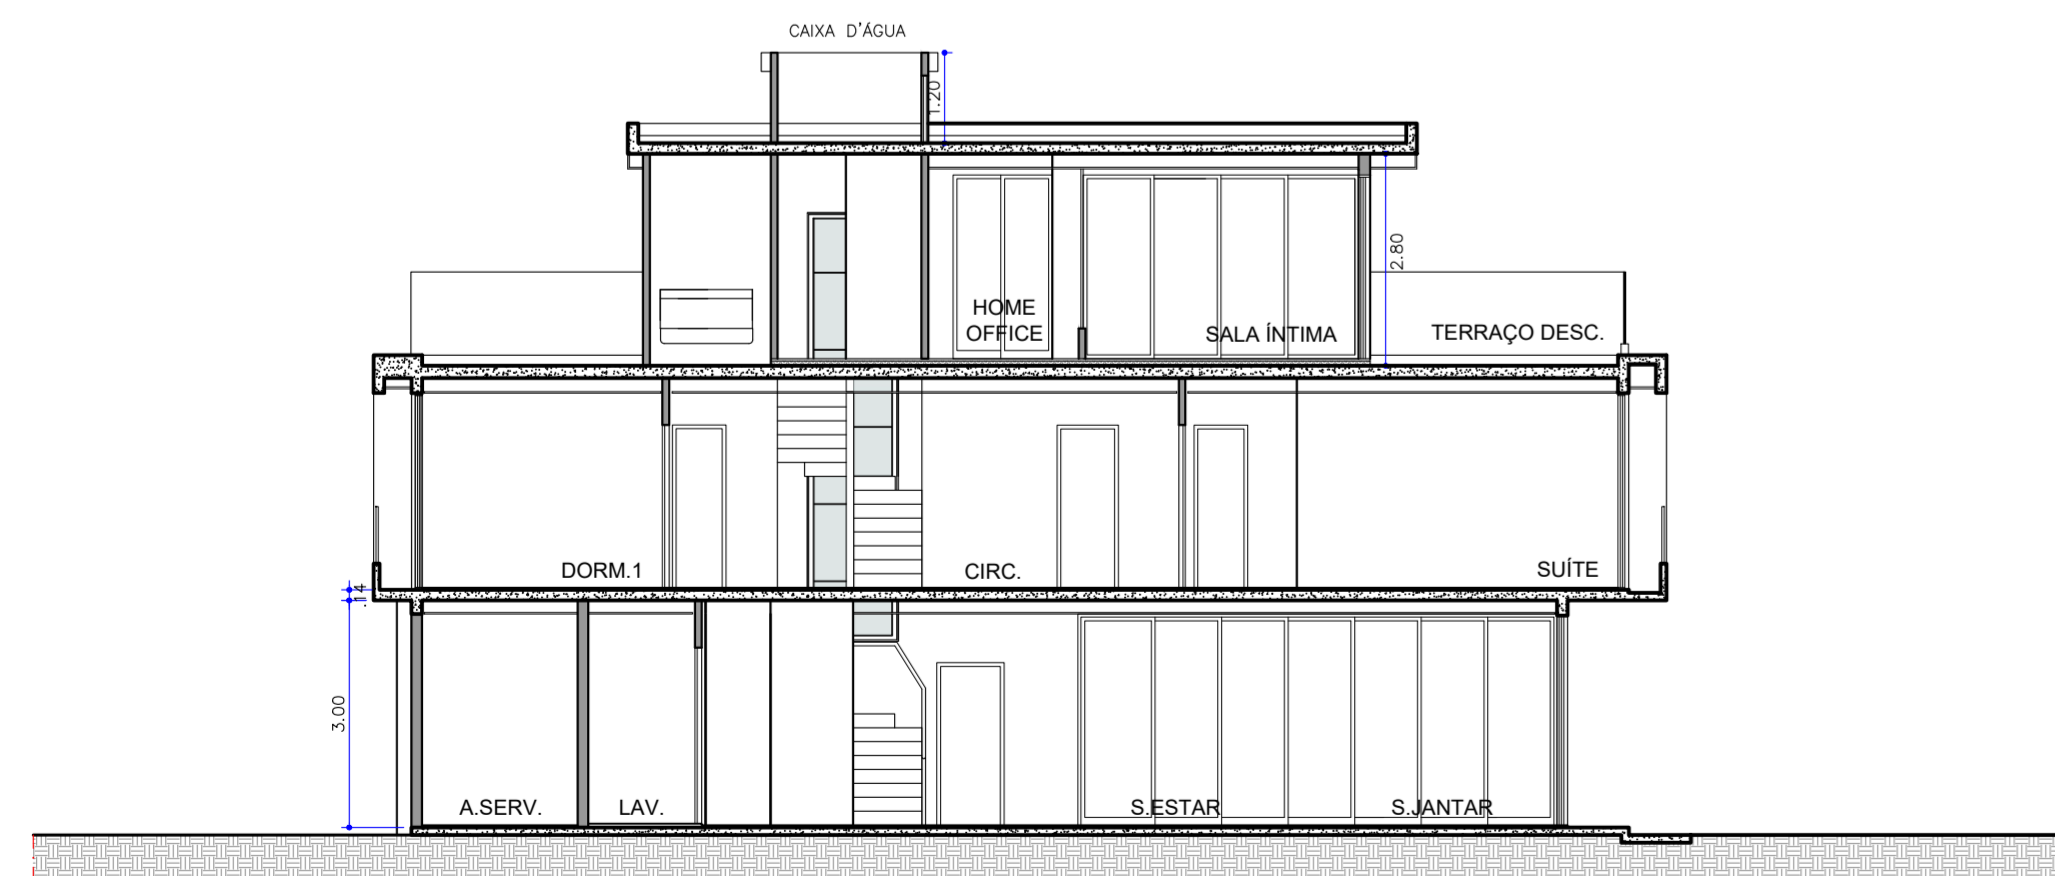 CAIXA D'ÁGUA
1.20
2.80
HOME
OFFICE
SALA ÍNTIMA
TERRAÇO DESC.
DORM.1
CIRC.
SUÍTE
.14
3.00
A.SERV.
LAV.
S.ESTAR
S.JANTAR